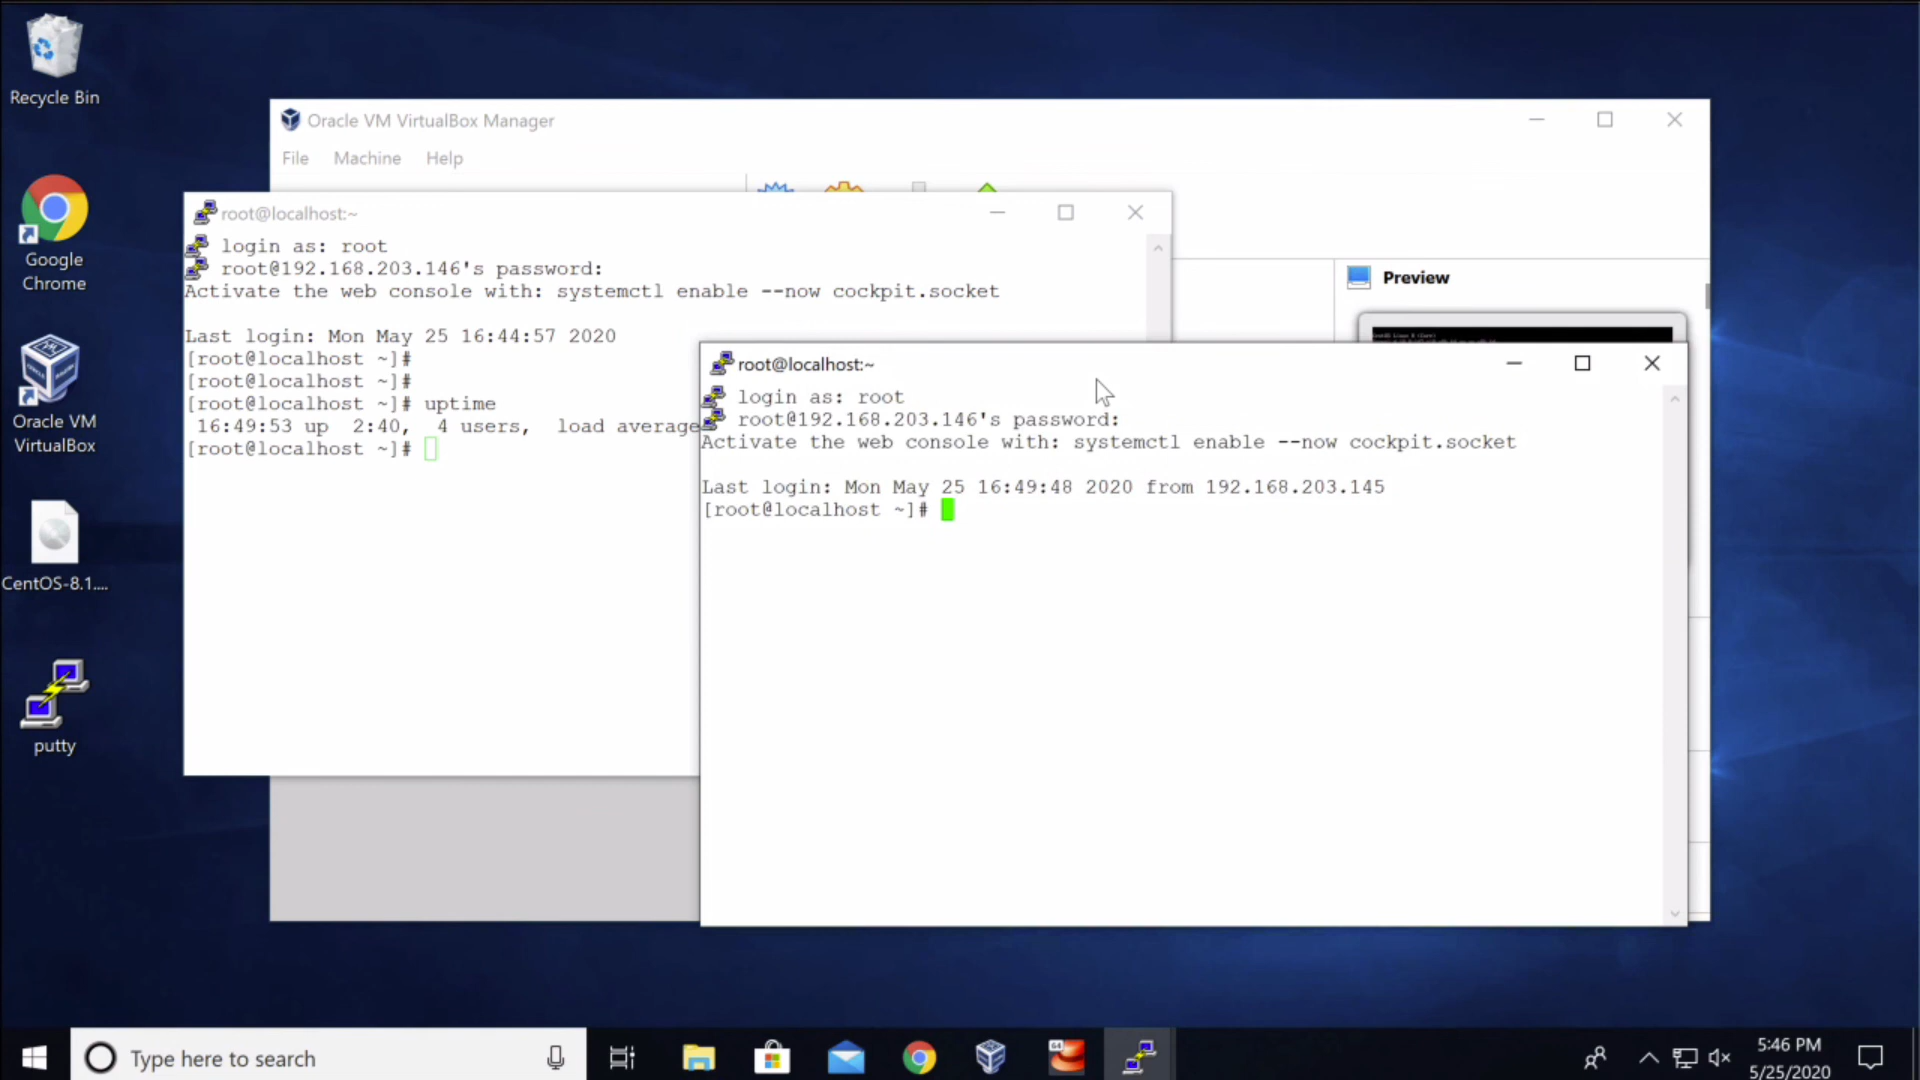 Recycle Bin
Google
Chrome
Oracle VM
VirtualBox
CentOS-8.1....
putty
Oracle VM VirtualBox Manager
File Machine Help
Preview
root@localhost:~
login as: root
root@192.168.203.146's password:
Activate the web console with: systemctl enable --now cockpit.socket
Last login: Mon May 25 16:44:57 2020
[root@localhost ~]#
[root@localhost ~]#
[root@localhost ~]# uptime
16:49:53 up 2:40, 4 users, load average
[root@localhost ~]#
root@localhost:~
login as: root
root@192.168.203.146's password:
Activate the web console with: systemctl enable --now cockpit.socket
Last login: Mon May 25 16:49:48 2020 from 192.168.203.145
[root@localhost ~]#
Type here to search
64
5:46 PM
5/25/2020